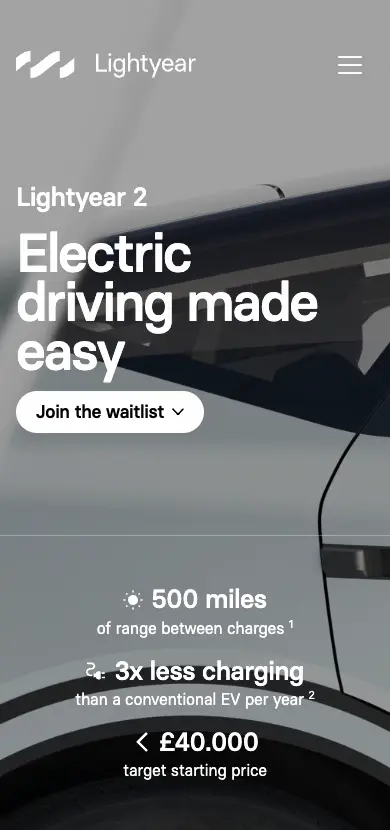 Lightyear
Lightyear 2
Electric
driving made
easy
Join the waitlist
500 miles
of range between charges ¹
3x less charging
than a conventional EV per year ²
< £40.000
target starting price